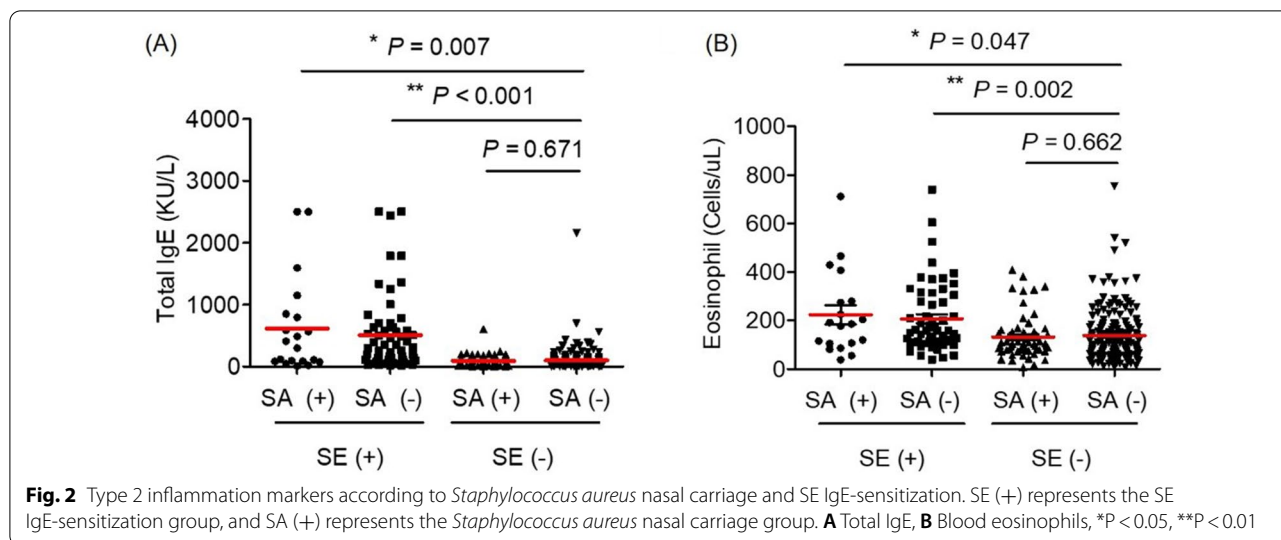 (A)
* P = 0.007
** P < 0.001
P = 0.671
Total IgE (KU/L)
4000
3000
2000
1000
0
SA (+) SA (-) SA (+) SA (-)
SE (+) SE (-)
(B)
* P = 0.047
** P = 0.002
P = 0.662
Eosinophil (Cells/uL)
1000
800
600
400
200
0
SA (+) SA (-) SA (+) SA (-)
SE (+) SE (-)
Fig. 2 Type 2 inflammation markers according to Staphylococcus aureus nasal carriage and SE IgE-sensitization. SE (+) represents the SE
IgE-sensitization group, and SA (+) represents the Staphylococcus aureus nasal carriage group. A Total IgE, B Blood eosinophils, *P < 0.05, **P < 0.01